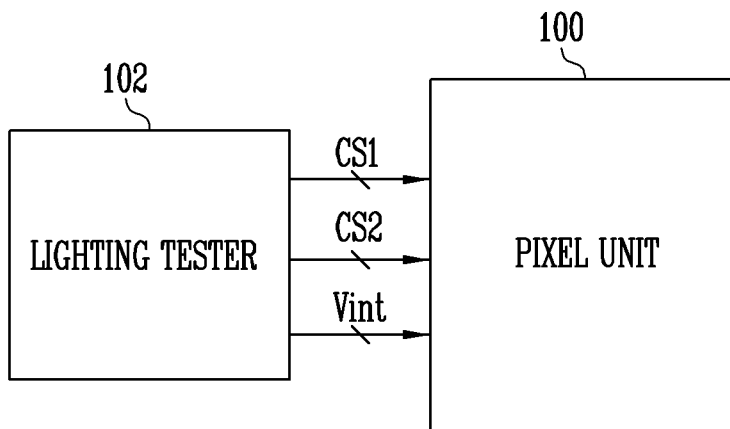 100
102
CS1
CS2
LIGHTING TESTER
PIXEL UNIT
Vint